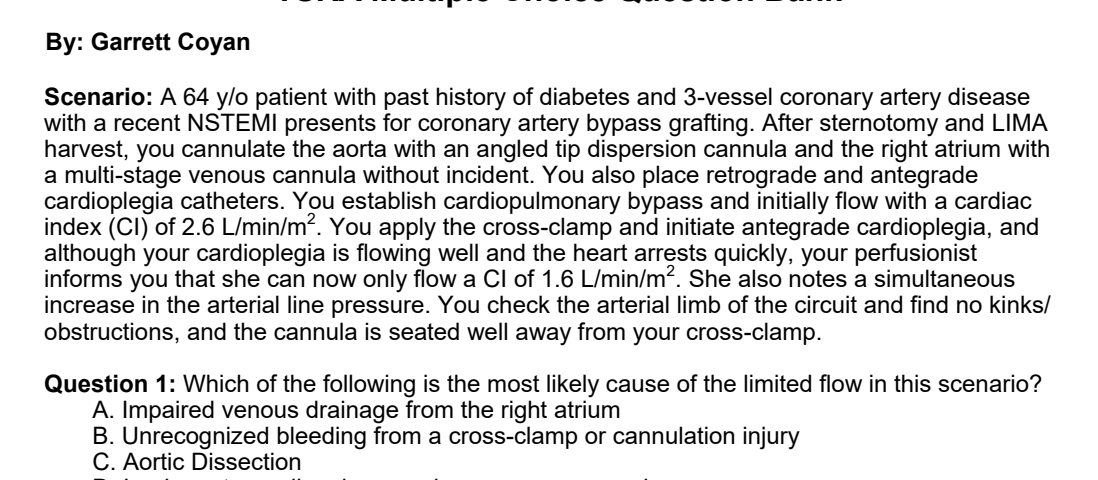 Multiple Choice Question Bank
By: Garrett Coyan
Scenario: A 64 y/o patient with past history of diabetes and 3-vessel coronary artery disease
with a recent NSTEMI presents for coronary artery bypass grafting. After sternotomy and LIMA
harvest, you cannulate the aorta with an angled tip dispersion cannula and the right atrium with
a multi-stage venous cannula without incident. You also place retrograde and antegrade
cardioplegia catheters. You establish cardiopulmonary bypass and initially flow with a cardiac
index (CI) of 2.6 L/min/m². You apply the cross-clamp and initiate antegrade cardioplegia, and
although your cardioplegia is flowing well and the heart arrests quickly, your perfusionist
informs you that she can now only flow a CI of 1.6 L/min/m². She also notes a simultaneous
increase in the arterial line pressure. You check the arterial limb of the circuit and find no kinks/
obstructions, and the cannula is seated well away from your cross-clamp.
Question 1: Which of the following is the most likely cause of the limited flow in this scenario?
A. Impaired venous drainage from the right atrium
B. Unrecognized bleeding from a cross-clamp or cannulation injury
C. Aortic Dissection